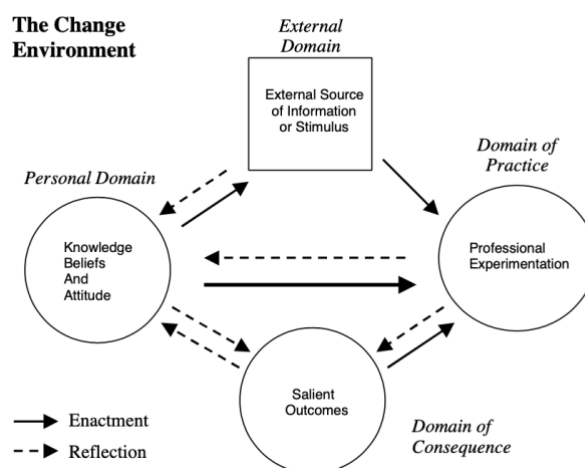 The Change
Environment
External
Domain
External Source
of Information
or Stimulus
Domain of
Practice
Personal Domain
Knowledge
Beliefs
And
Attitude
Professional
Experimentation
Salient
Outcomes
Enactment
Reflection
Domain of
Consequence